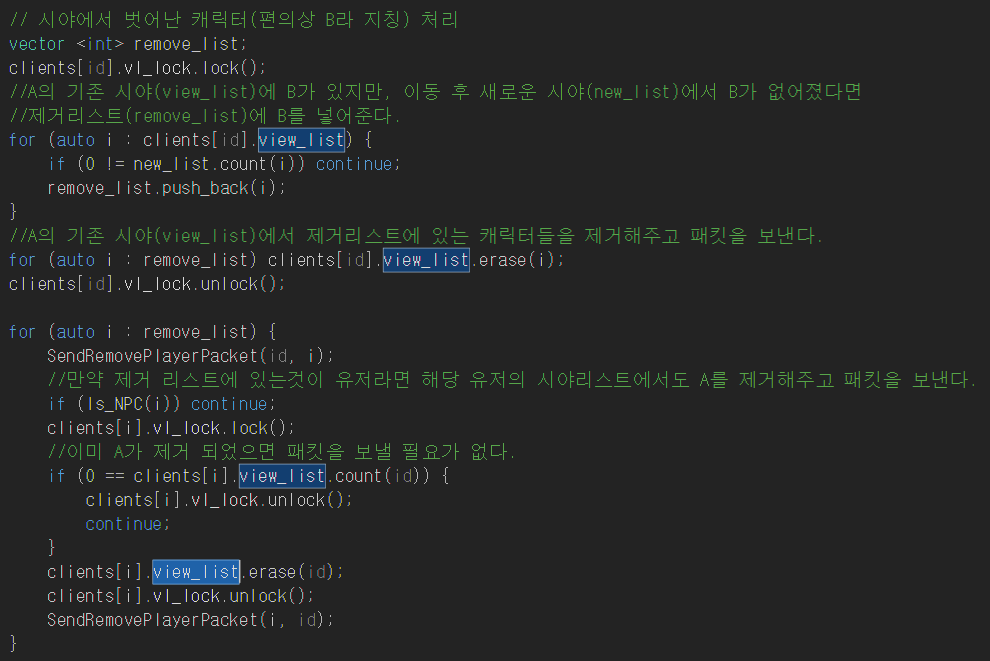 // 시야에서 벗어난 캐릭터(편의상 B라 지칭) 처리
vector <int> remove_list;
clients[id].vl_lock.lock();
//A의 기존 시야(view_list)에 B가 있지만, 이동 후 새로운 시야(new_list)에서 B가 없어졌다면
//제거리스트(remove_list)에 B를 넣어준다.
for (auto i : clients[id].view_list) {
    if (0 != new_list.count(i)) continue;
    remove_list.push_back(i);
}
//A의 기존 시야(view_list)에서 제거리스트에 있는 캐릭터들을 제거해주고 패킷을 보낸다.
for (auto i : remove_list) clients[id].view_list.erase(i);
clients[id].vl_lock.unlock();

for (auto i : remove_list) {
    SendRemovePlayerPacket(id, i);
    //만약 제거 리스트에 있는것이 유저라면 해당 유저의 시야리스트에서도 A를 제거해주고 패킷을 보낸다.
    if (Is_NPC(i)) continue;
    clients[i].vl_lock.lock();
    //이미 A가 제거 되었으면 패킷을 보낼 필요가 없다.
    if (0 == clients[i].view_list.count(id)) {
        clients[i].vl_lock.unlock();
        continue;
    }
    clients[i].view_list.erase(id);
    clients[i].vl_lock.unlock();
    SendRemovePlayerPacket(i, id);
}